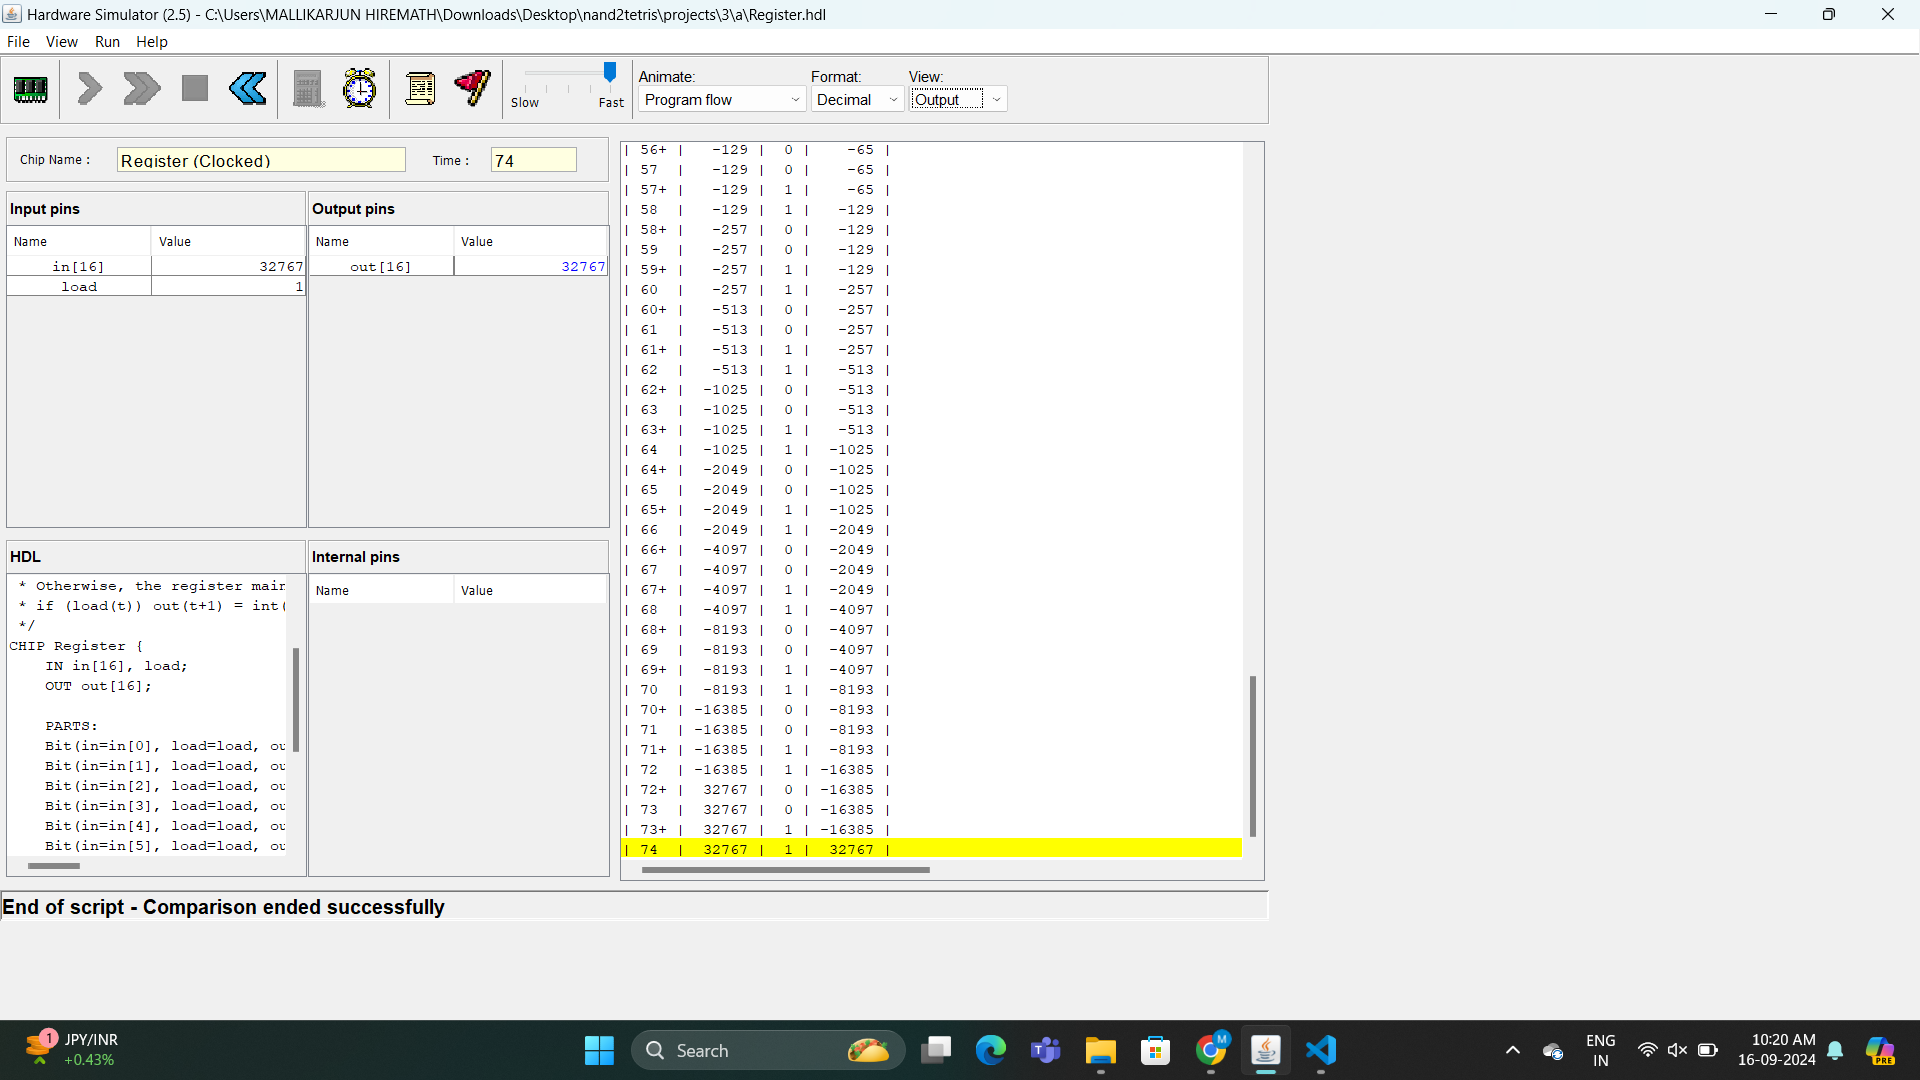 Hardware Simulator (2.5) - C:\Users\MALLIKARJUN HIREMATH\Downloads\Desktop\nand2tetris\projects\3\a\Register.hdl
File View Run Help
Slow Fast
Animate: Format: View:
Program flow Decimal Output
Chip Name : Register (Clocked) Time : 74
Input pins
Name Value
in[16] 32767
load 1
Output pins
Name Value
out[16] 32767
HDL
* Otherwise, the register main
* if (load(t)) out(t+1) = int(
*/
CHIP Register {
IN in[16], load;
OUT out[16];
PARTS:
Bit(in=in[0], load=load, ou
Bit(in=in[1], load=load, ou
Bit(in=in[2], load=load, ou
Bit(in=in[3], load=load, ou
Bit(in=in[4], load=load, ou
Bit(in=in[5], load=load, ou
Internal pins
Name Value
| 56+ | -129 | 0 | -65 |
| 57 | -129 | 0 | -65 |
| 57+ | -129 | 1 | -65 |
| 58 | -129 | 1 | -129 |
| 58+ | -257 | 0 | -129 |
| 59 | -257 | 0 | -129 |
| 59+ | -257 | 1 | -129 |
| 60 | -257 | 1 | -257 |
| 60+ | -513 | 0 | -257 |
| 61 | -513 | 0 | -257 |
| 61+ | -513 | 1 | -257 |
| 62 | -513 | 1 | -513 |
| 62+ | -1025 | 0 | -513 |
| 63 | -1025 | 0 | -513 |
| 63+ | -1025 | 1 | -513 |
| 64 | -1025 | 1 | -1025 |
| 64+ | -2049 | 0 | -1025 |
| 65 | -2049 | 0 | -1025 |
| 65+ | -2049 | 1 | -1025 |
| 66 | -2049 | 1 | -2049 |
| 66+ | -4097 | 0 | -2049 |
| 67 | -4097 | 0 | -2049 |
| 67+ | -4097 | 1 | -2049 |
| 68 | -4097 | 1 | -4097 |
| 68+ | -8193 | 0 | -4097 |
| 69 | -8193 | 0 | -4097 |
| 69+ | -8193 | 1 | -4097 |
| 70 | -8193 | 1 | -8193 |
| 70+ | -16385 | 0 | -8193 |
| 71 | -16385 | 0 | -8193 |
| 71+ | -16385 | 1 | -8193 |
| 72 | -16385 | 1 | -16385 |
| 72+ | 32767 | 0 | -16385 |
| 73 | 32767 | 0 | -16385 |
| 73+ | 32767 | 1 | -16385 |
| 74 | 32767 | 1 | 32767 |
End of script - Comparison ended successfully
1
JPY/INR
+0.43%
Search
M
ENG
IN
10:20 AM
16-09-2024
PRE